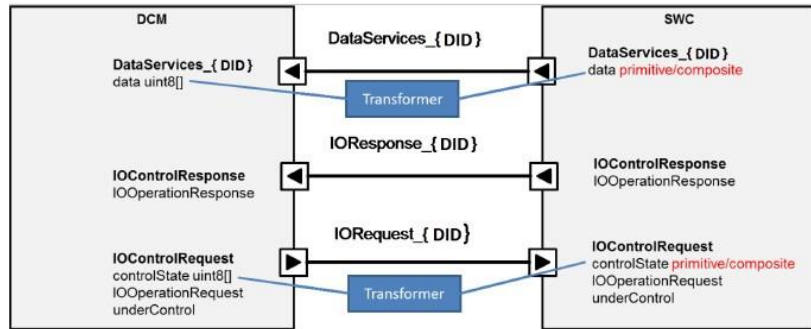 DCM
SWC
DataServices_{DID}
DataServices_{DID}
data uint8[]
DataServices_{DID}
data primitive/composite
Transformer
IOResponse_{DID}
IOControlResponse
IOOperationResponse
IOControlResponse
IOOperationResponse
IORequest_{DID}
IOControlRequest
controlState uint8[]
IOOperationRequest
underControl
IOControlRequest
controlState primitive/composite
IOOperationRequest
underControl
Transformer